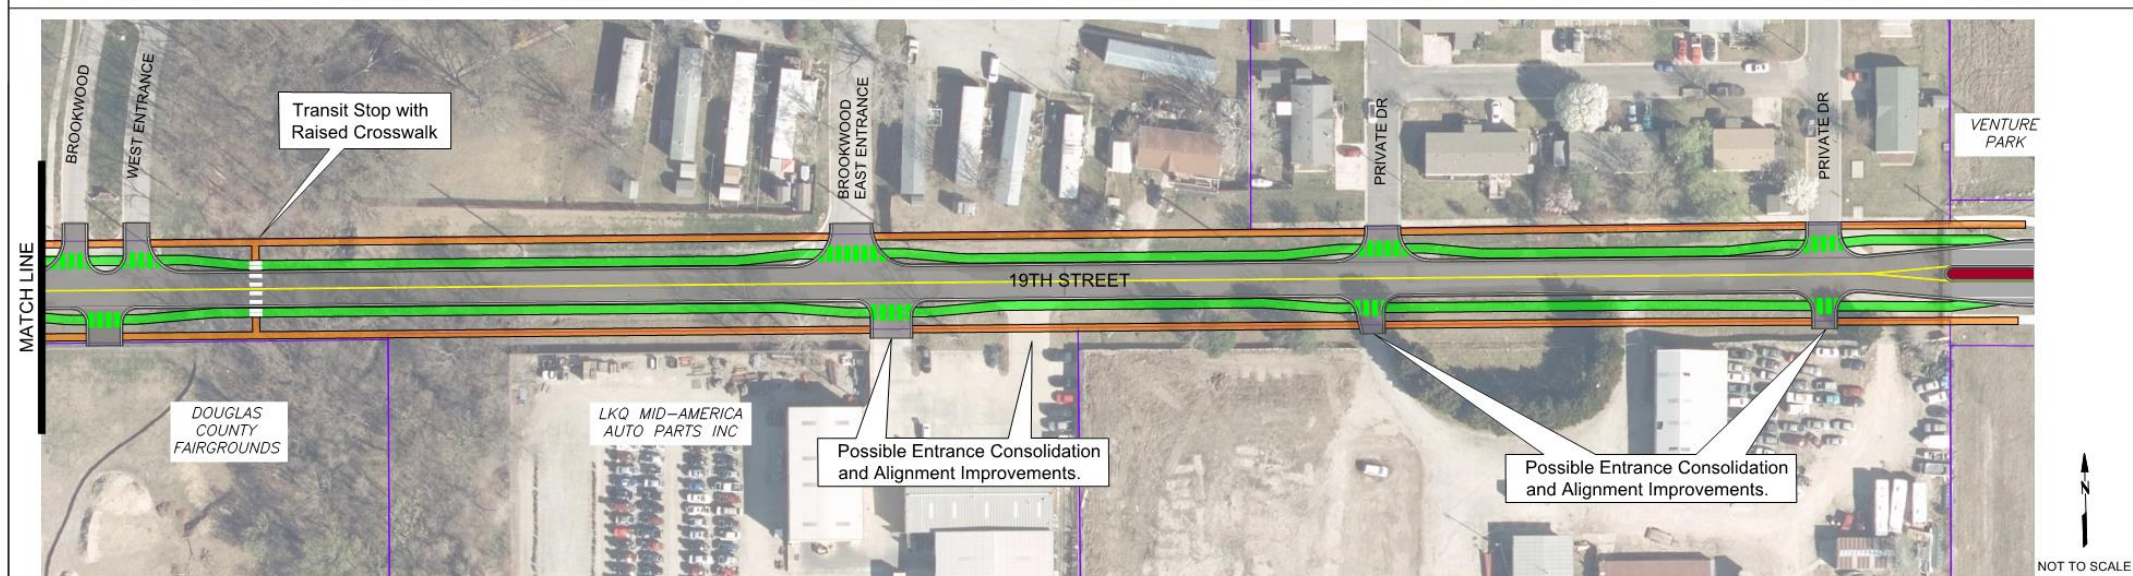 BROOKWOOD
WEST ENTRANCE
Transit Stop with
Raised Crosswalk
BROOKWOOD
EAST ENTRANCE
PRIVATE DR
PRIVATE DR
VENTURE
PARK
MATCH LINE
19TH STREET
DOUGLAS
COUNTY
FAIRGROUNDS
LKQ MID-AMERICA
AUTO PARTS INC
Possible Entrance Consolidation
and Alignment Improvements.
Possible Entrance Consolidation
and Alignment Improvements.
N
NOT TO SCALE